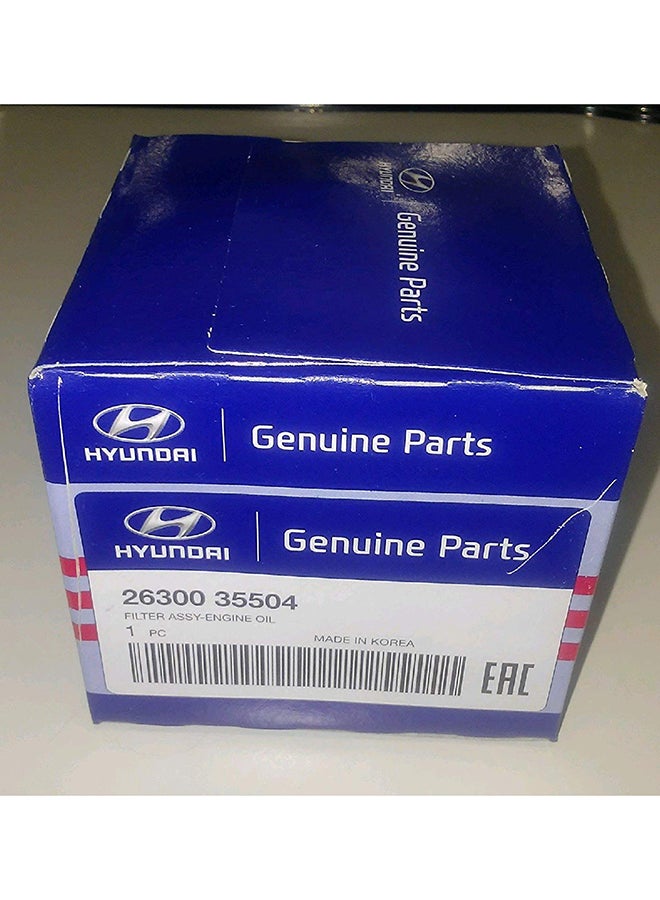 HYUNDAI
Genuine Parts
HYUNDAI
Genuine Parts
HYUNDAI
Genuine Parts
26300 35504
FILTER ASSY-ENGINE OIL
1 PC
MADE IN KOREA
EAC